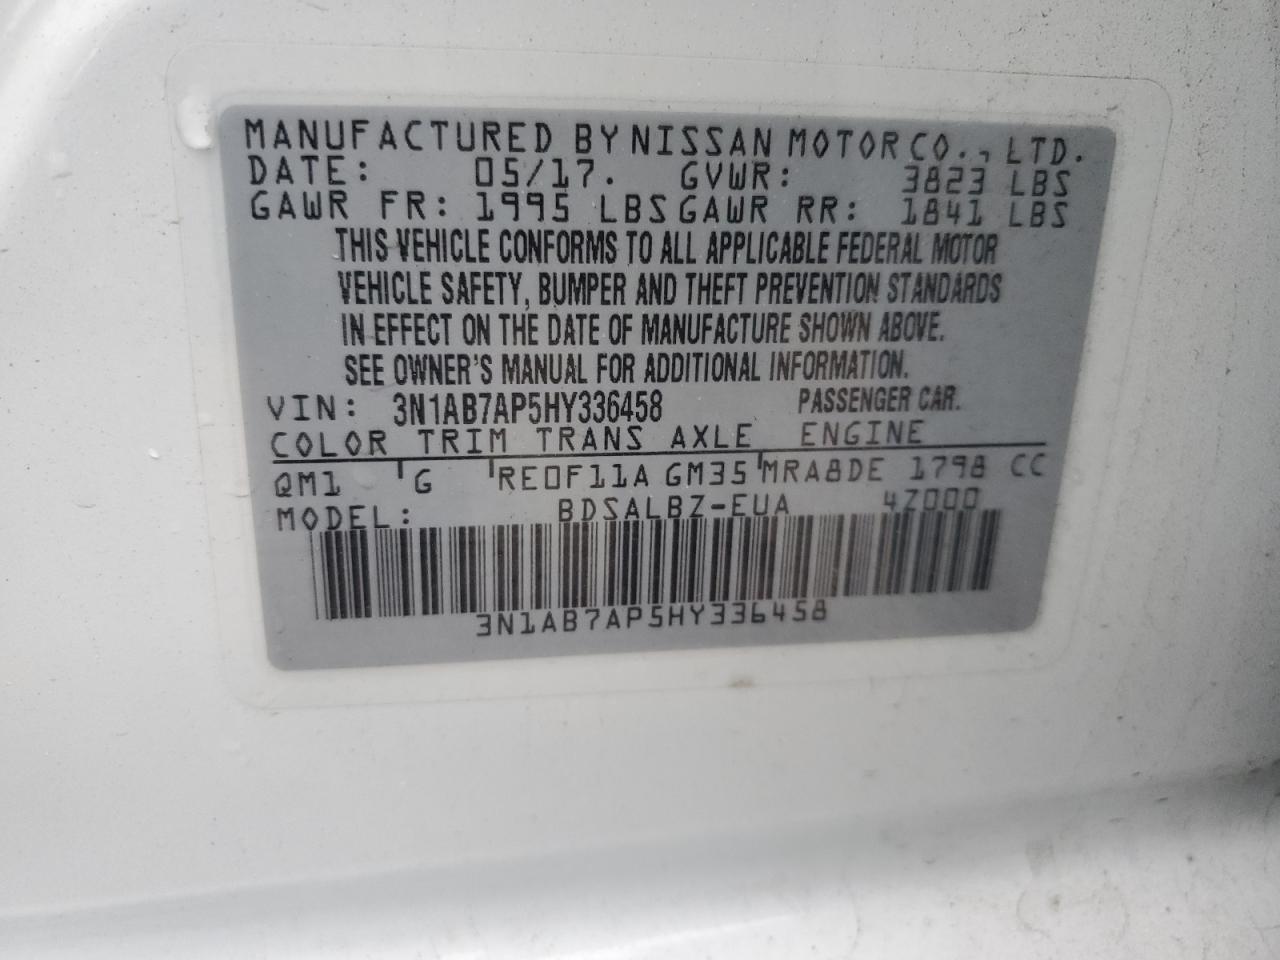 MANUFACTURED BY NISSAN MOTOR CO., LTD.
DATE: 05/17. GVWR: 3823 LBS
GAWR FR: 1995 LBS GAWR RR: 1841 LBS
THIS VEHICLE CONFORMS TO ALL APPLICABLE FEDERAL MOTOR
VEHICLE SAFETY, BUMPER AND THEFT PREVENTION STANDARDS
IN EFFECT ON THE DATE OF MANUFACTURE SHOWN ABOVE.
SEE OWNER'S MANUAL FOR ADDITIONAL INFORMATION.
VIN: 3N1AB7AP5HY336458 PASSENGER CAR.
COLOR TRIM TRANS AXLE ENGINE
QM1 G RE0F11A GM35 MRA8DE 1798 CC
MODEL: BDSALBZ-EUA 4Z000
3N1AB7AP5HY336458